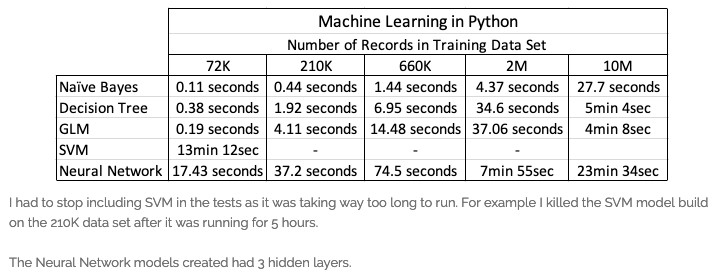 Machine Learning in Python
Number of Records in Training Data Set
72K 210K 660K 2M 10M
Naïve Bayes 0.11 seconds 0.44 seconds 1.44 seconds 4.37 seconds 27.7 seconds
Decision Tree 0.38 seconds 1.92 seconds 6.95 seconds 34.6 seconds 5min 4sec
GLM 0.19 seconds 4.11 seconds 14.48 seconds 37.06 seconds 4min 8sec
SVM 13min 12sec - - -
Neural Network 17.43 seconds 37.2 seconds 74.5 seconds 7min 55sec 23min 34sec
I had to stop including SVM in the tests as it was taking way too long to run. For example I killed the SVM model build
on the 210K data set after it was running for 5 hours.
The Neural Network models created had 3 hidden layers.